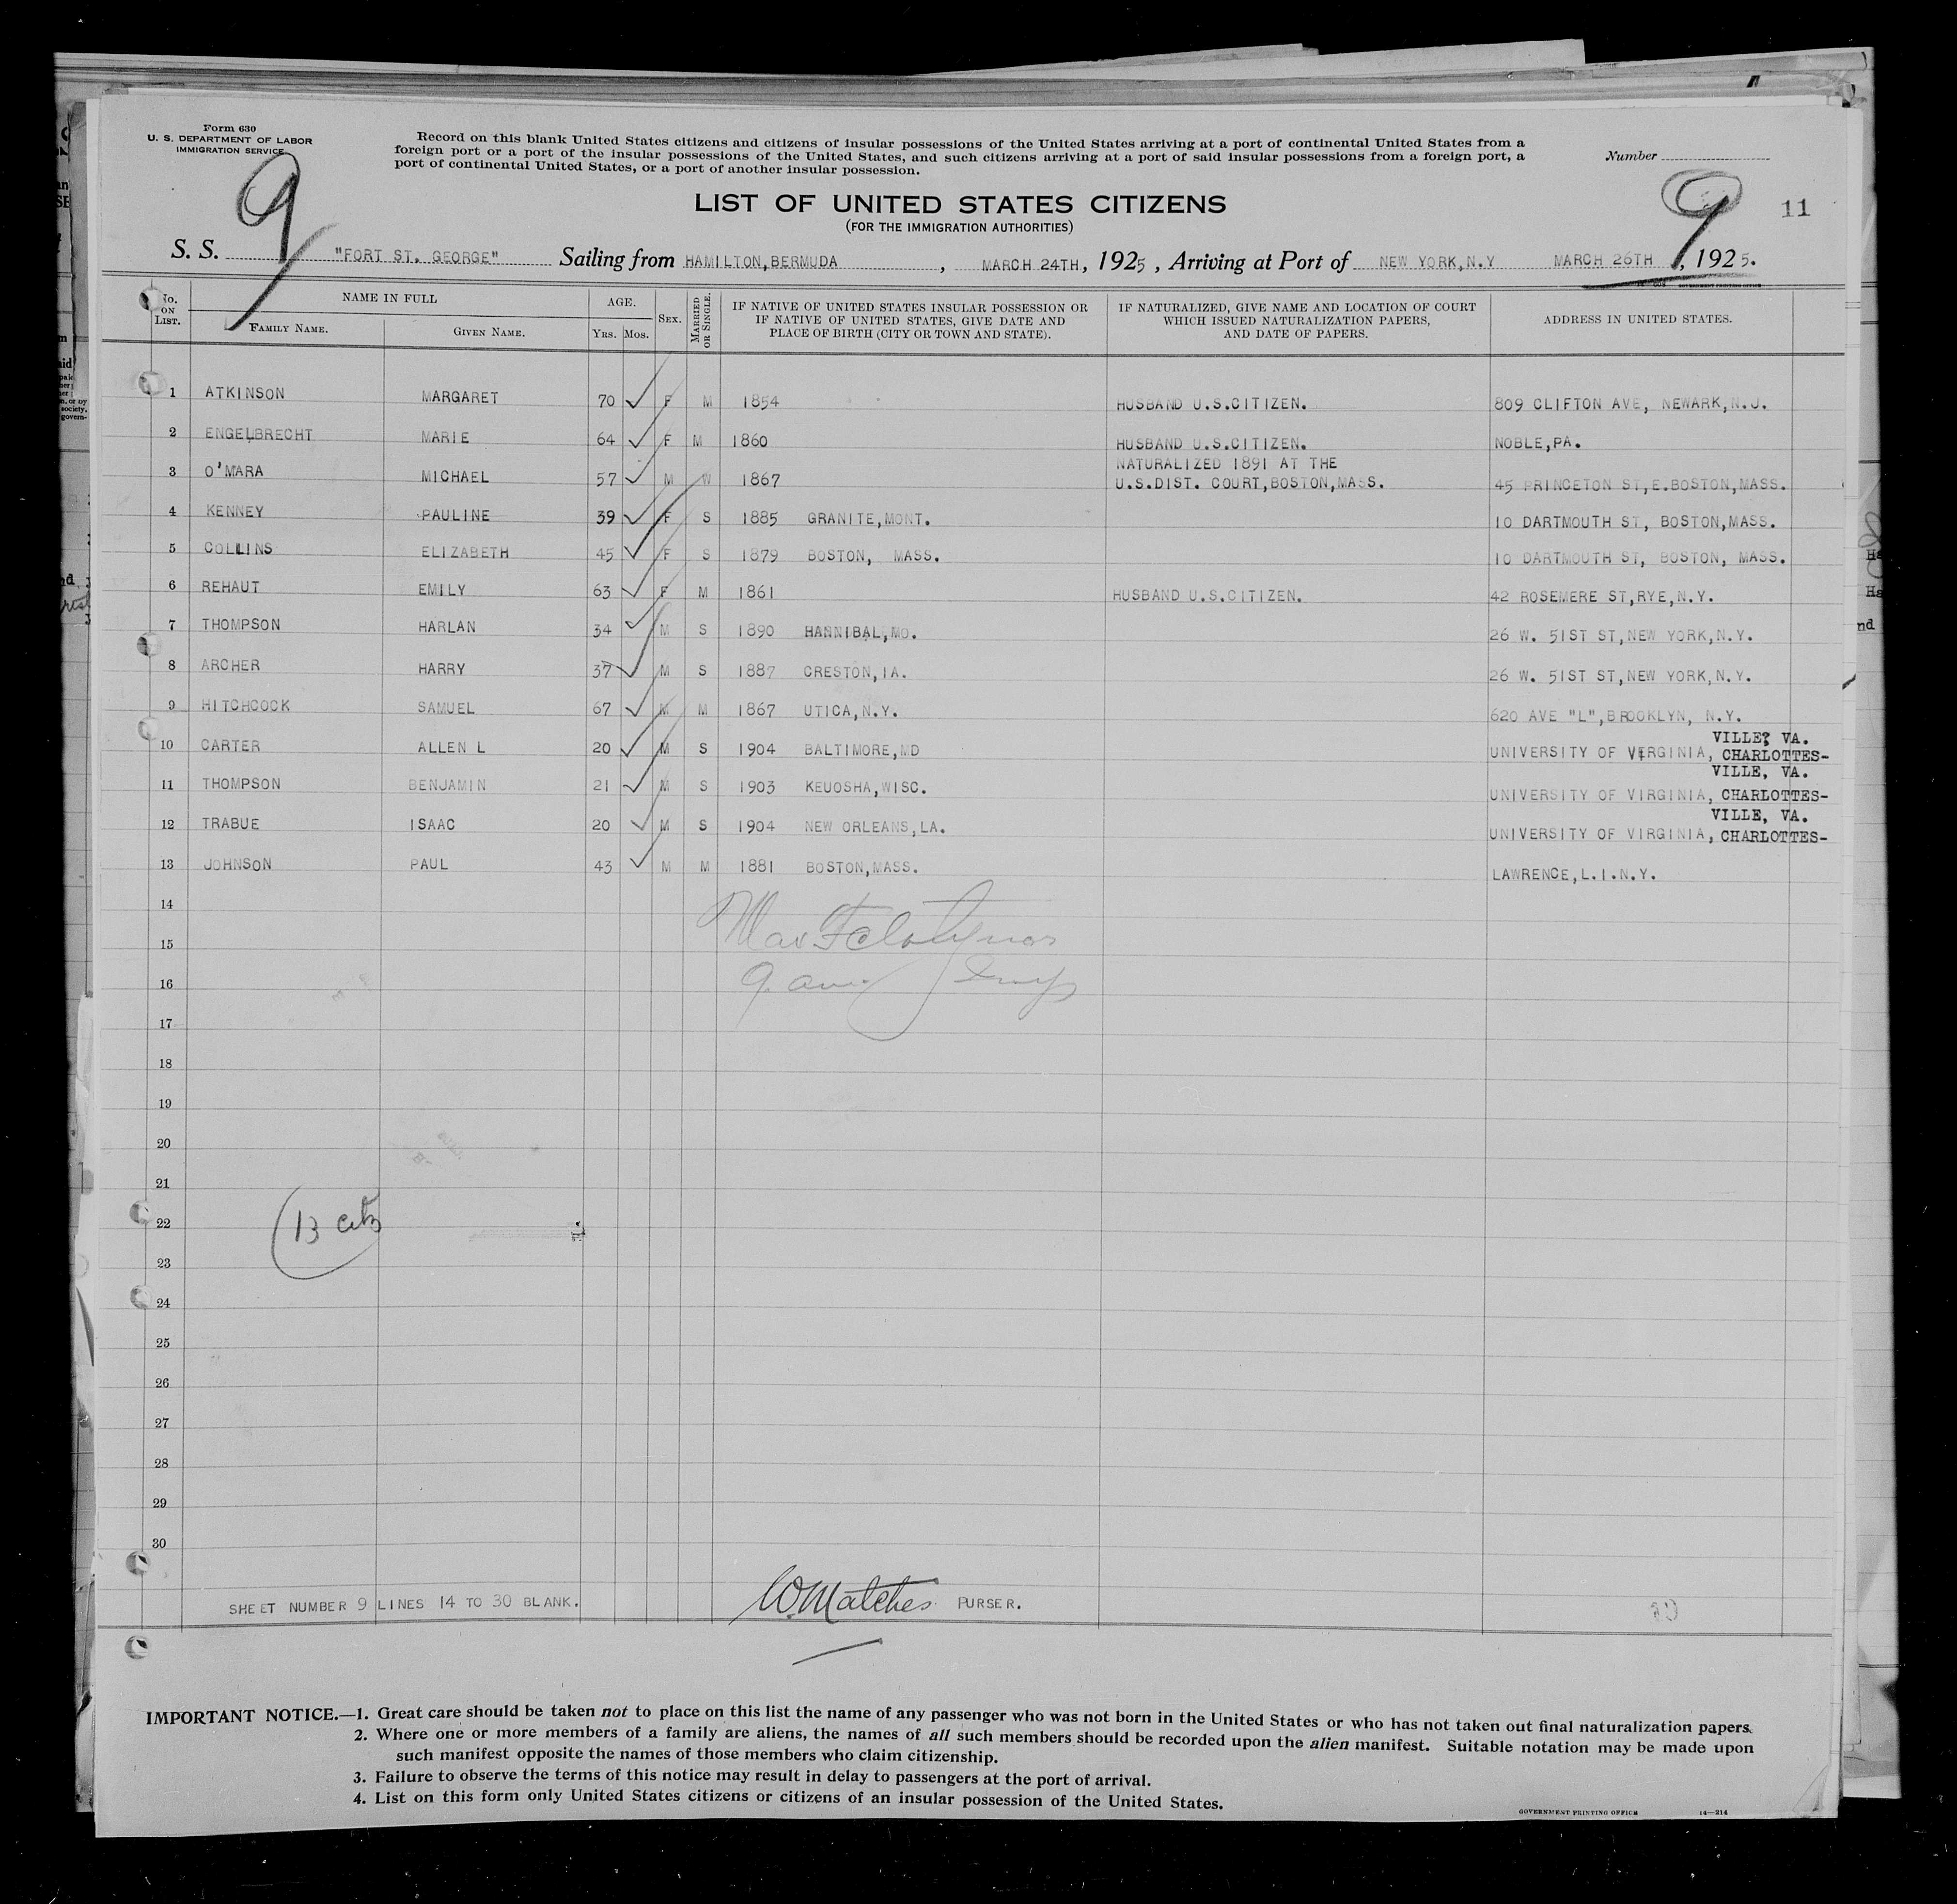 Form 630
U. S. DEPARTMENT OF LABOR
IMMIGRATION SERVICE
Record on this blank United States citizens and citizens of insular possessions of the United States arriving at a port of continental United States from a
foreign port or a port of the insular possessions of the United States, and such citizens arriving at a port of said insular possessions from a foreign port, a
port of continental United States, or a port of another insular possession.
Number
9
9
11
LIST OF UNITED STATES CITIZENS
(FOR THE IMMIGRATION AUTHORITIES)
S. S. "FORT ST. GEORGE" Sailing from HAMILTON, BERMUDA , MARCH 24TH, 1925, Arriving at Port of NEW YORK, N.Y MARCH 26TH, 1925.
No. ON LIST. NAME IN FULL AGE. SEX. MARRIED OR SINGLE. IF NATIVE OF UNITED STATES INSULAR POSSESSION OR IF NATIVE OF UNITED STATES, GIVE DATE AND PLACE OF BIRTH (CITY OR TOWN AND STATE). IF NATURALIZED, GIVE NAME AND LOCATION OF COURT WHICH ISSUED NATURALIZATION PAPERS, AND DATE OF PAPERS. ADDRESS IN UNITED STATES.
FAMILY NAME. GIVEN NAME. YRS. MOS.
1 ATKINSON MARGARET 70 F M 1854 HUSBAND U.S.CITIZEN. 809 CLIFTON AVE, NEWARK,N.J.
2 ENGELBRECHT MARIE 64 F M 1860 HUSBAND U.S.CITIZEN. NOBLE,PA.
3 O'MARA MICHAEL 57 M W 1867 NATURALIZED 1891 AT THE U.S.DIST. COURT,BOSTON,MASS. 45 PRINCETON ST,E.BOSTON,MASS.
4 KENNEY PAULINE 39 F S 1885 GRANITE,MONT. 10 DARTMOUTH ST, BOSTON,MASS.
5 COLLINS ELIZABETH 45 F S 1879 BOSTON, MASS. 10 DARTMOUTH ST, BOSTON, MASS.
6 REHAUT EMILY 63 F M 1861 HUSBAND U.S.CITIZEN. 42 ROSEMERE ST,RYE,N.Y.
7 THOMPSON HARLAN 34 M S 1890 HANNIBAL,MO. 26 W. 51ST ST,NEW YORK,N.Y.
8 ARCHER HARRY 37 M S 1887 CRESTON,IA. 26 W. 51ST ST,NEW YORK,N.Y.
9 HITCHCOCK SAMUEL 67 M M 1867 UTICA,N.Y. 620 AVE "L",BROOKLYN, N.Y.
10 CARTER ALLEN L 20 M S 1904 BALTIMORE,MD UNIVERSITY OF VIRGINIA, CHARLOTTES-VILLE, VA.
11 THOMPSON BENJAMIN 21 M S 1903 KEUOSHA,WISC. UNIVERSITY OF VIRGINIA, CHARLOTTES-VILLE, VA.
12 TRABUE ISAAC 20 M S 1904 NEW ORLEANS,LA. UNIVERSITY OF VIRGINIA, CHARLOTTES-VILLE, VA.
13 JOHNSON PAUL 43 M M 1881 BOSTON,MASS. LAWRENCE,L.I.N.Y.
14
15
16
17
18
19
20
21
22
23
24
25
26
27
28
29
30
13 cits
SHEET NUMBER 9 LINES 14 TO 30 BLANK.
W. Matches PURSER.
IMPORTANT NOTICE.—1. Great care should be taken not to place on this list the name of any passenger who was not born in the United States or who has not taken out final naturalization papers.
2. Where one or more members of a family are aliens, the names of all such members should be recorded upon the alien manifest. Suitable notation may be made upon
such manifest opposite the names of those members who claim citizenship.
3. Failure to observe the terms of this notice may result in delay to passengers at the port of arrival.
4. List on this form only United States citizens or citizens of an insular possession of the United States.
GOVERNMENT PRINTING OFFICE 14—214